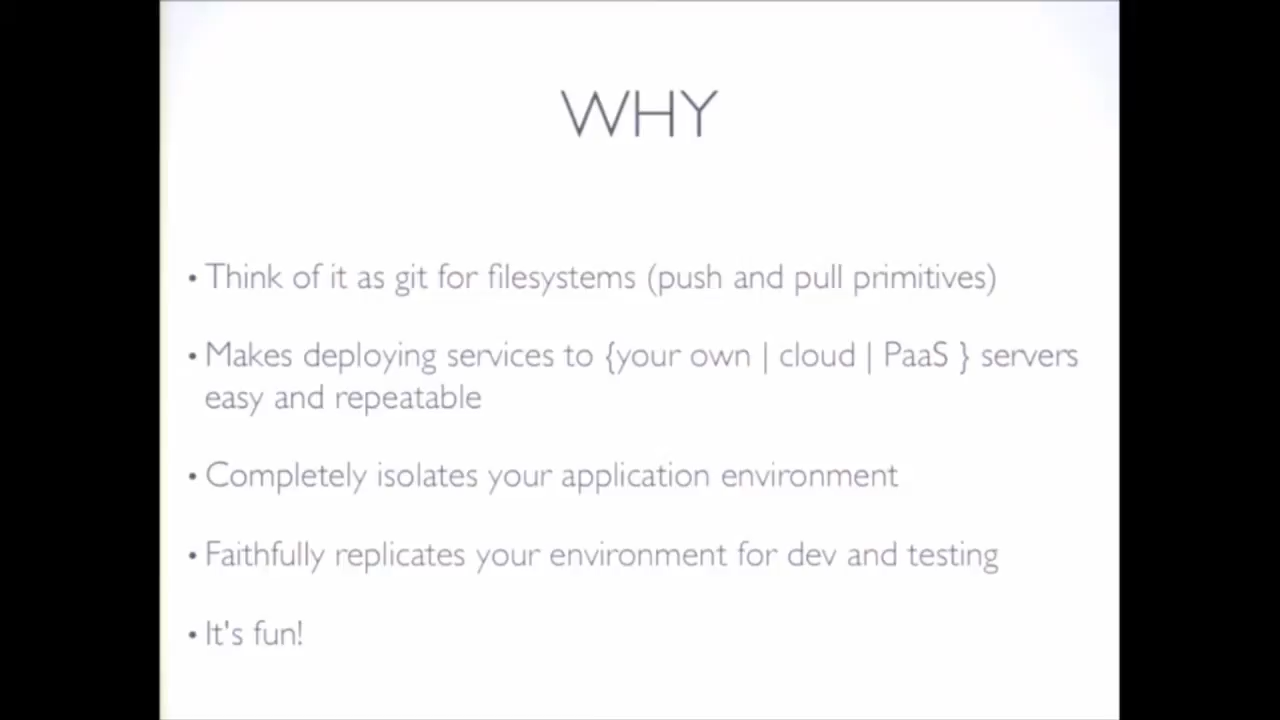 WHY
• Think of it as git for filesystems (push and pull primitives)
• Makes deploying services to {your own | cloud | PaaS } servers
easy and repeatable
• Completely isolates your application environment
• Faithfully replicates your environment for dev and testing
• It's fun!